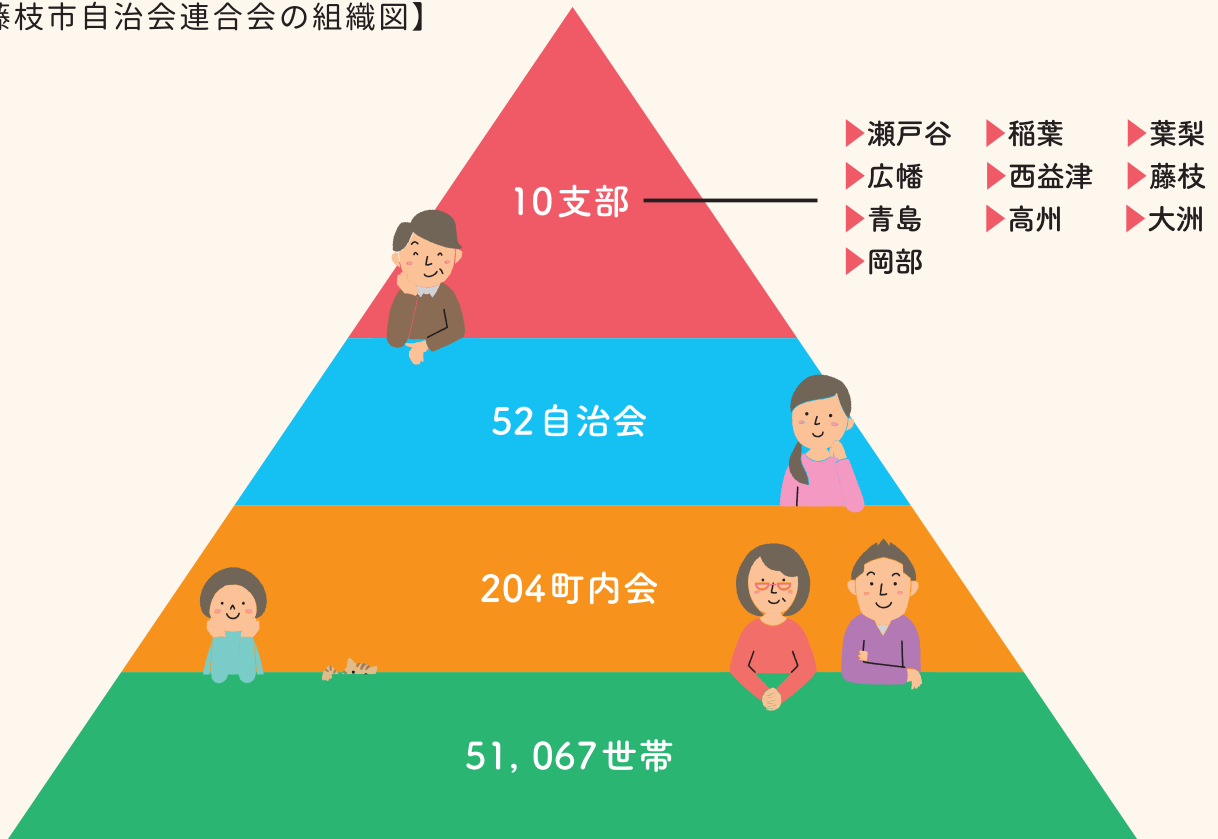 藤枝市自治会連合会の組織図】
10支部
▶瀬戸谷 ▶稲葉 ▶葉梨
▶広幡 ▶西益津 ▶藤枝
▶青島 ▶高州 ▶大洲
▶岡部
52自治会
204町内会
51,067世帯